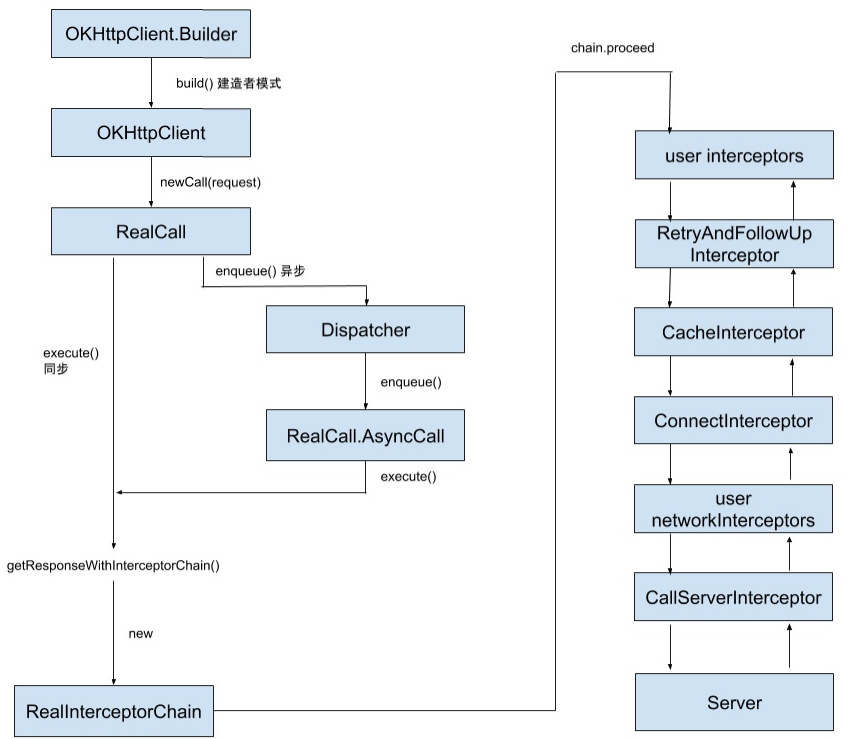 OKHttpClient.Builder
build() 建造者模式
OKHttpClient
newCall(request)
RealCall
enqueue() 异步
Dispatcher
execute()
同步
enqueue()
RealCall.AsyncCall
execute()
getResponseWithInterceptorChain()
new
RealInterceptorChain
chain.proceed
user interceptors
RetryAndFollowUp
Interceptor
CacheInterceptor
ConnectInterceptor
user
networkInterceptors
CallServerInterceptor
Server